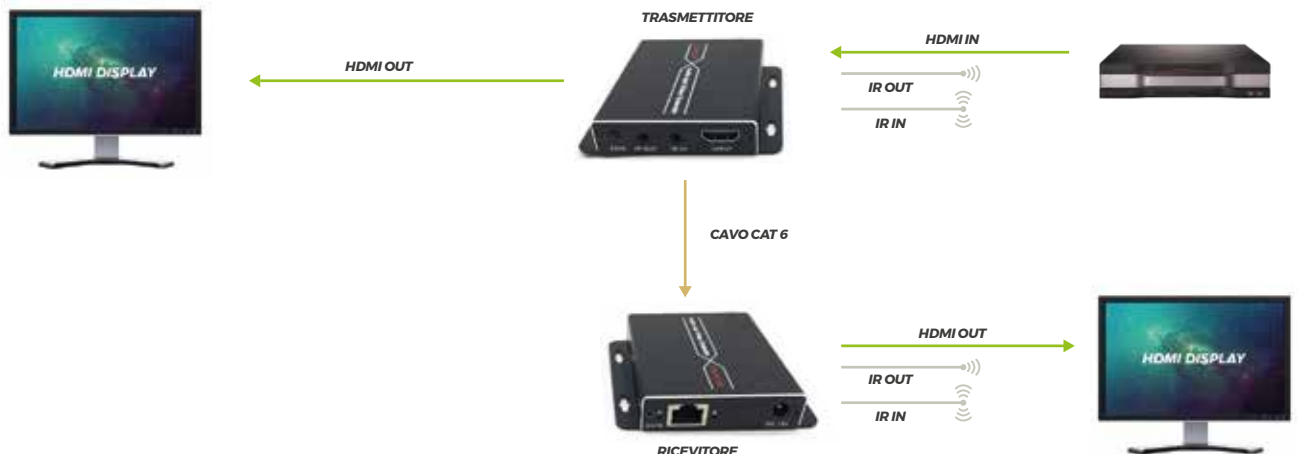 TRASMETTITORE
HDMI IN
HDMI OUT
HDMI DISPLAY
IR OUT
IR IN
CAVO CAT 6
HDMI OUT
HDMI DISPLAY
IR OUT
IR IN
RICEVITORE